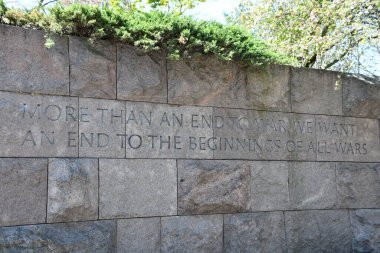 MORE THAN AN END TO WAR, WE WANT
AN END TO THE BEGINNINGS OF ALL WARS